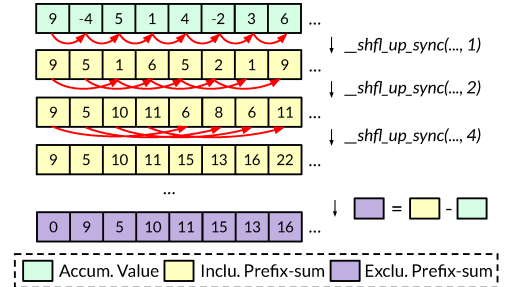 9 -4 5 1 4 -2 3 6 ...
__shfl_up_sync(..., 1)
9 5 1 6 5 2 1 9 ...
__shfl_up_sync(..., 2)
9 5 10 11 6 8 6 11 ...
__shfl_up_sync(..., 4)
9 5 10 11 15 13 16 22 ...
...
0 9 5 10 11 15 13 16 ...
= -
Accum. Value Inclu. Prefix-sum Exclu. Prefix-sum